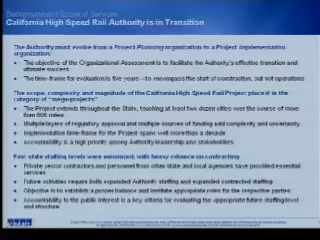 Background and Scope of Services
California High Speed Rail Authority is in Transition
The Authority must evolve from a Project Planning organization to a Project Implementation
organization
The objective of the Organizational Assessment is to facilitate the Authority's effective transition and
ultimate success
The time-frame for evaluation is five years – to encompass the start of construction, but not operations
The scope, complexity and magnitude of the California High Speed Rail Project place it in the
category of "mega-projects"
The Project extends throughout the State, touching at least two dozen cities over the course of more
than 800 miles
Multiple layers of regulatory approval and multiple sources of funding add complexity and uncertainty
Implementation time-frame for the Project spans well more than a decade
Accountability is a high priority among Authority leadership and stakeholders
Four state staffing levels were examined, with heavy reliance on contracting
Private sector contractors and personnel from other state and local agencies have provided essential
services
Future activities require both expanded Authority staffing and expanded contracted staffing
Objective is to establish a proper balance and institute appropriate roles for the respective parties
Accountability to the public interest is a key criteria for evaluating the appropriate future staffing level
and structure